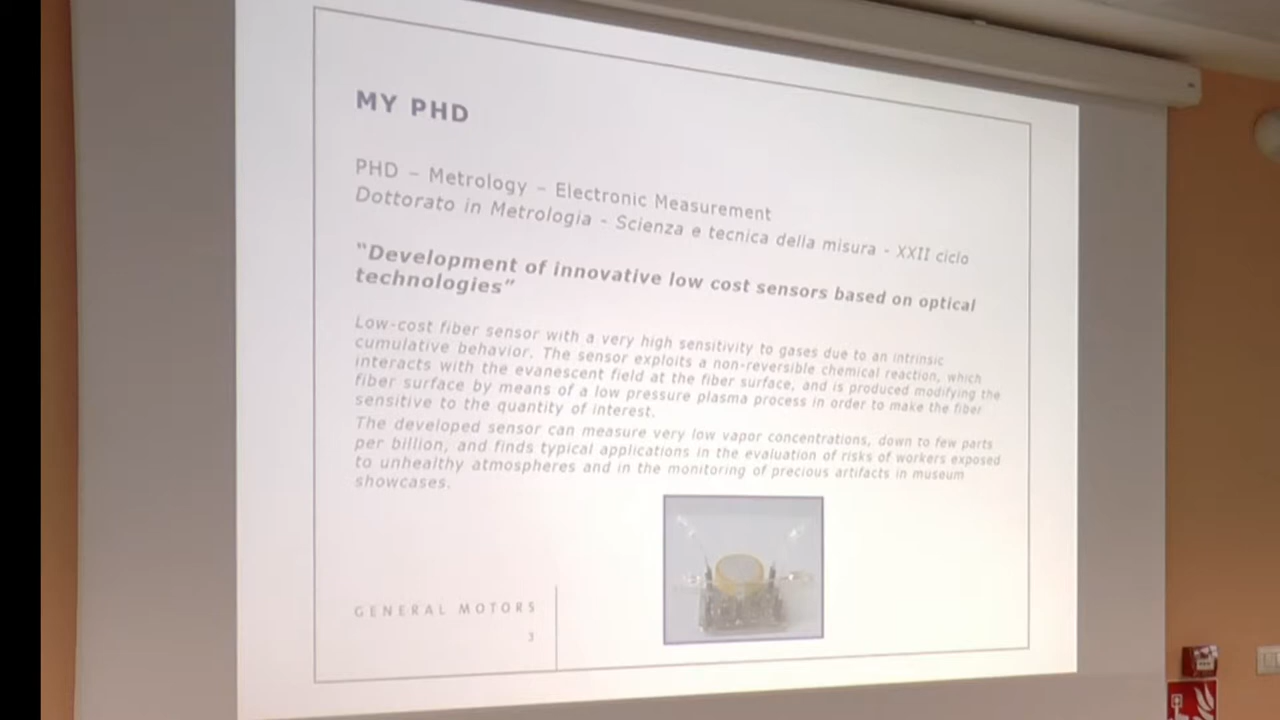 MY PHD
PHD – Metrology – Electronic Measurement
Dottorato in Metrologia - Scienza e tecnica della misura - XXII ciclo
"Development of innovative low cost sensors based on optical
technologies"
Low-cost fiber sensor with a very high sensitivity to gases due to an intrinsic
cumulative behavior. The sensor exploits a non-reversible chemical reaction, which
interacts with the evanescent field at the fiber surface, and is produced modifying the
fiber surface by means of a low pressure plasma process in order to make the fiber
sensitive to the quantity of interest.
The developed sensor can measure very low vapor concentrations, down to few parts
per billion, and finds typical applications in the evaluation of risks of workers exposed
to unhealthy atmospheres and in the monitoring of precious artifacts in museum
showcases.
GENERAL MOTORS
3